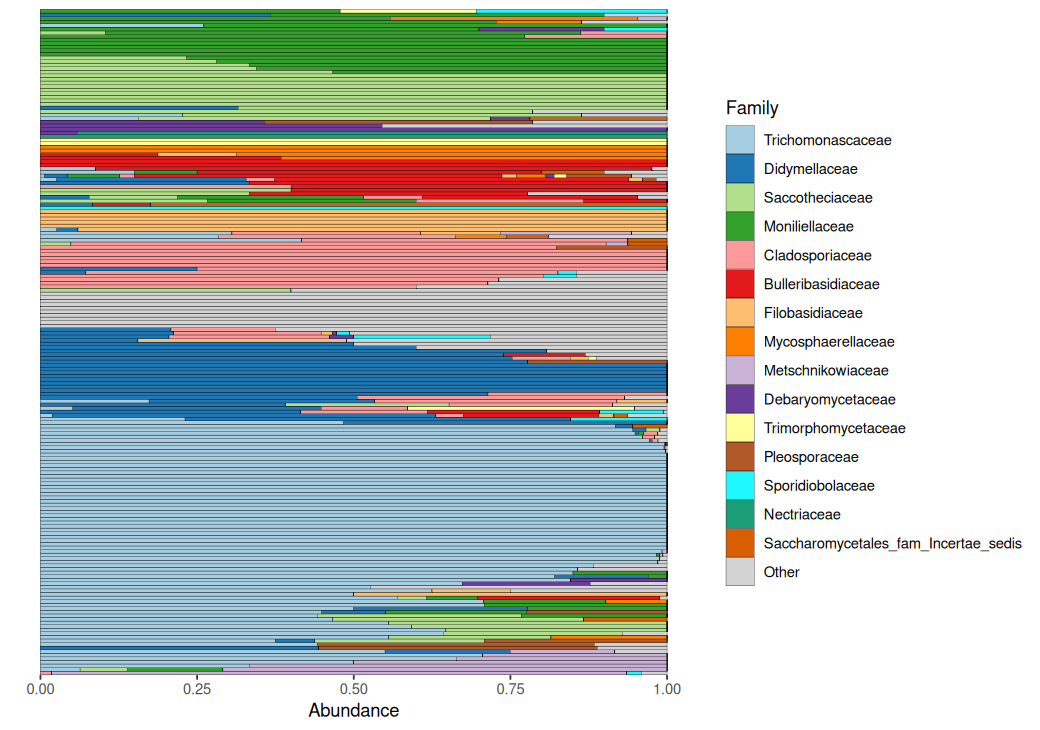 Family
Trichomonascaceae
Didymellaceae
Saccotheciaceae
Moniliellaceae
Cladosporiaceae
Bulleribasidiaceae
Filobasidiaceae
Mycosphaerellaceae
Metschnikowiaceae
Debaryomycetaceae
Trimorphomycetaceae
Pleosporaceae
Sporidiobolaceae
Nectriaceae
Saccharomycetales_fam_Incertae_sedis
Other
0.00 0.25 0.50 0.75 1.00
Abundance